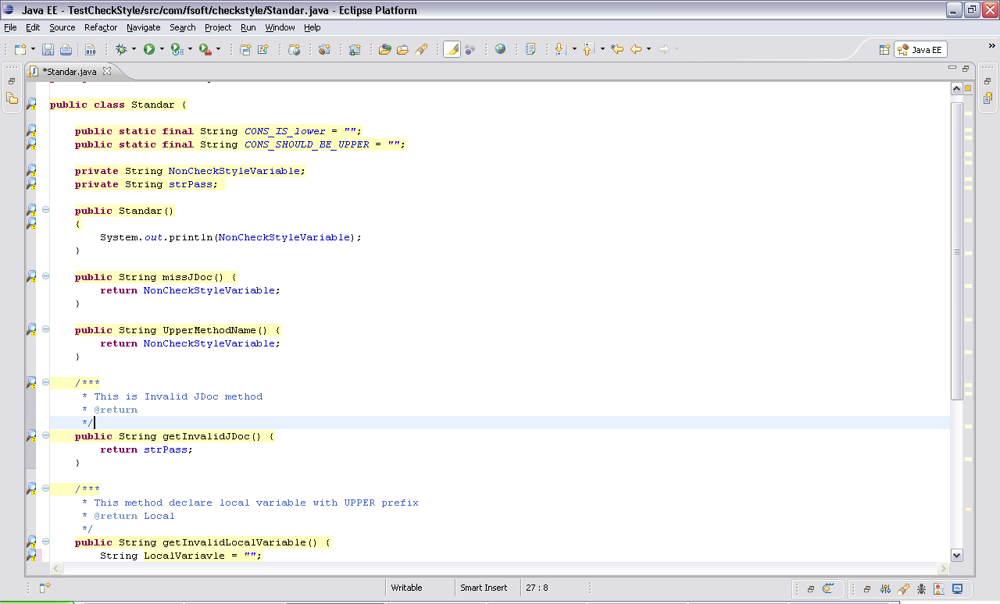 Java EE - TestCheckStyle/src/com/fsoft/checkstyle/Standar.java - Eclipse Platform
File Edit Source Refactor Navigate Search Project Run Window Help
Java EE
*Standar.java
public class Standar {
public static final String CONS_IS_lower = "";
public static final String CONS_SHOULD_BE_UPPER = "";
private String NonCheckStyleVariable;
private String strPass;
public Standar()
{
System.out.println(NonCheckStyleVariable);
}
public String missJDoc() {
return NonCheckStyleVariable;
}
public String UpperMethodName() {
return NonCheckStyleVariable;
}
/***
* This is Invalid JDoc method
* @return
*/
public String getInvalidJDoc() {
return strPass;
}
/***
* This method declare local variable with UPPER prefix
* @return Local
*/
public String getInvalidLocalVariable() {
String LocalVariavle = "";
Writable Smart Insert 27 : 8